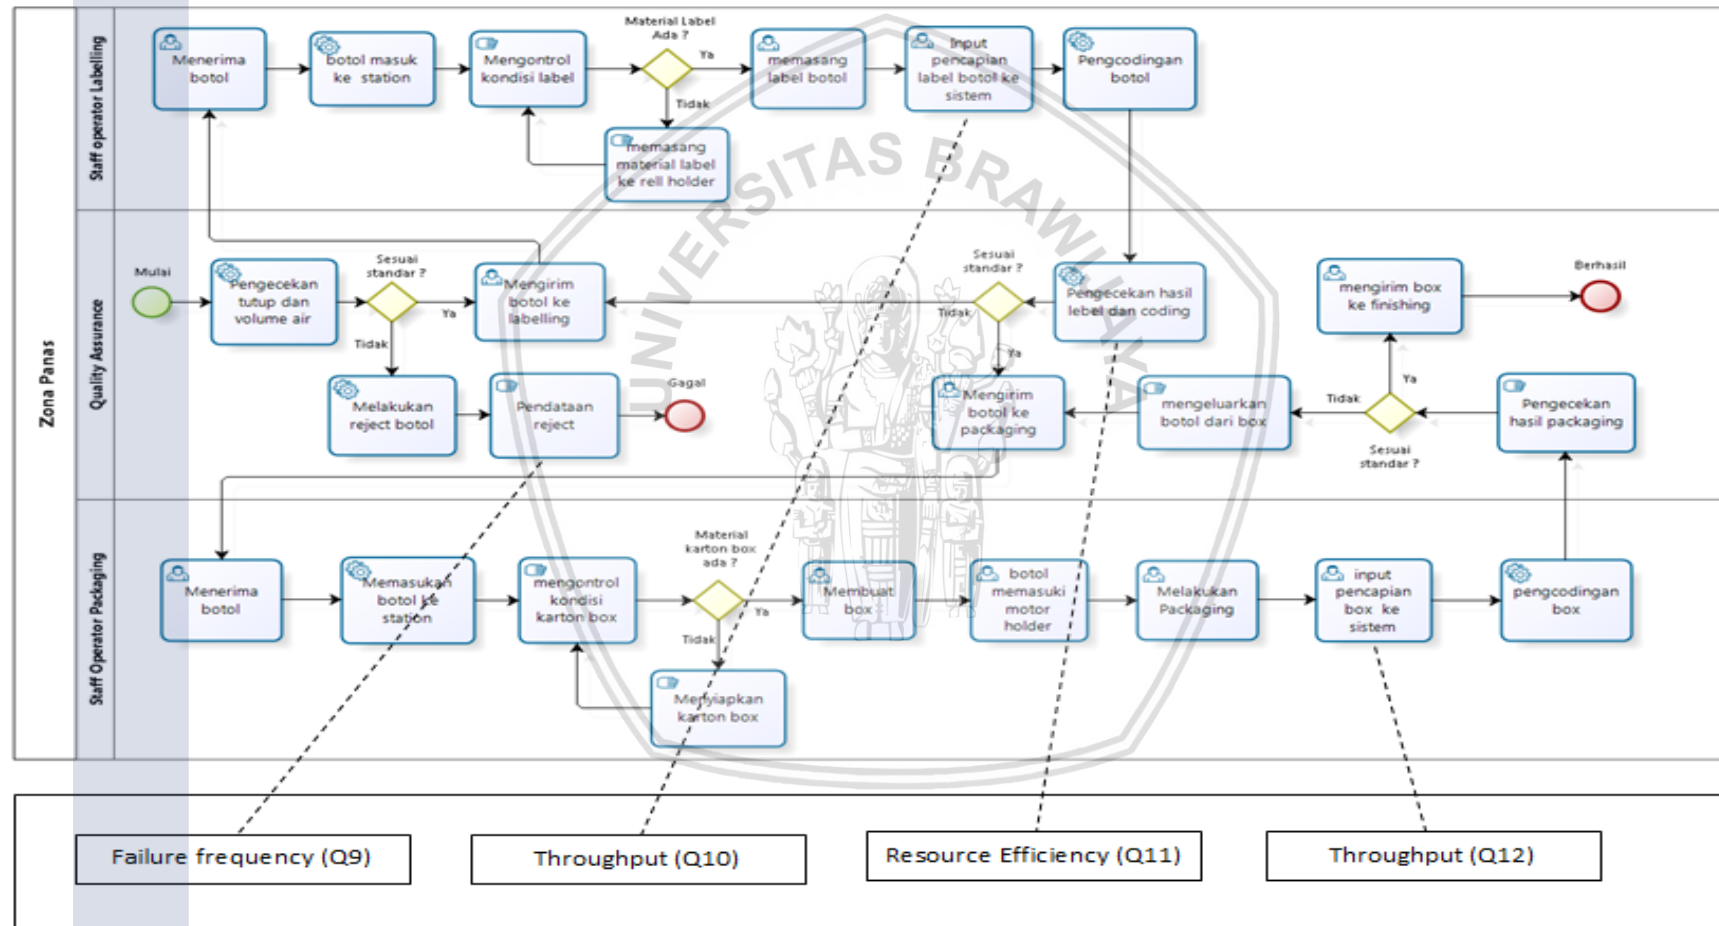 Zona Panas
Staff operator Labelling
Menerima
botol
botol masuk
ke station
Mengontrol
kondisi label
Material Label
Ada ?
Ya
Tidak
memasang
material label
ke rell holder
memasang
label botol
Input
pencapian
label botol ke
sistem
Pengcodingan
botol
Quality Assurance
Mulai
Pengecekan
tutup dan
volume air
Sesuai
standar ?
Ya
Tidak
Mengirim
botol ke
labelling
Melakukan
reject botol
Pendataan
reject
Gagal
Sesuai
standar ?
Tidak
Ya
Pengecekan hasil
lebel dan coding
Mengirim
botol ke
packaging
mengeluarkan
botol dari box
Tidak
Ya
Sesuai
standar ?
mengirim box
ke finishing
Berhasil
Pengecekan
hasil packaging
Staff Operator Packaging
Menerima
botol
Memasukan
botol ke
station
mengontrol
kondisi
karton box
Material
karton box
ada ?
Ya
Tidak
Menyiapkan
karton box
Membuat
box
botol
memasuki
motor
holder
Melakukan
Packaging
input
pencapian
box ke
sistem
pengcodingan
box
UNIVERSITAS BRAWIJAYA
Failure frequency (Q9)
Throughput (Q10)
Resource Efficiency (Q11)
Throughput (Q12)